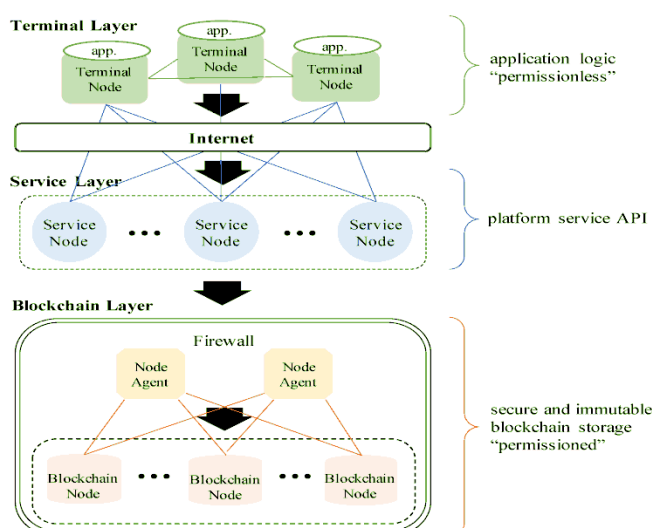 Terminal Layer
app.
Terminal
Node
app.
Terminal
Node
app.
Terminal
Node
application logic
“permissionless”
Internet
Service Layer
Service
Node
•••
Service
Node
•••
Service
Node
platform service API
Blockchain Layer
Firewall
Node
Agent
Node
Agent
secure and immutable
blockchain storage
“permissioned”
Blockchain
Node
•••
Blockchain
Node
•••
Blockchain
Node